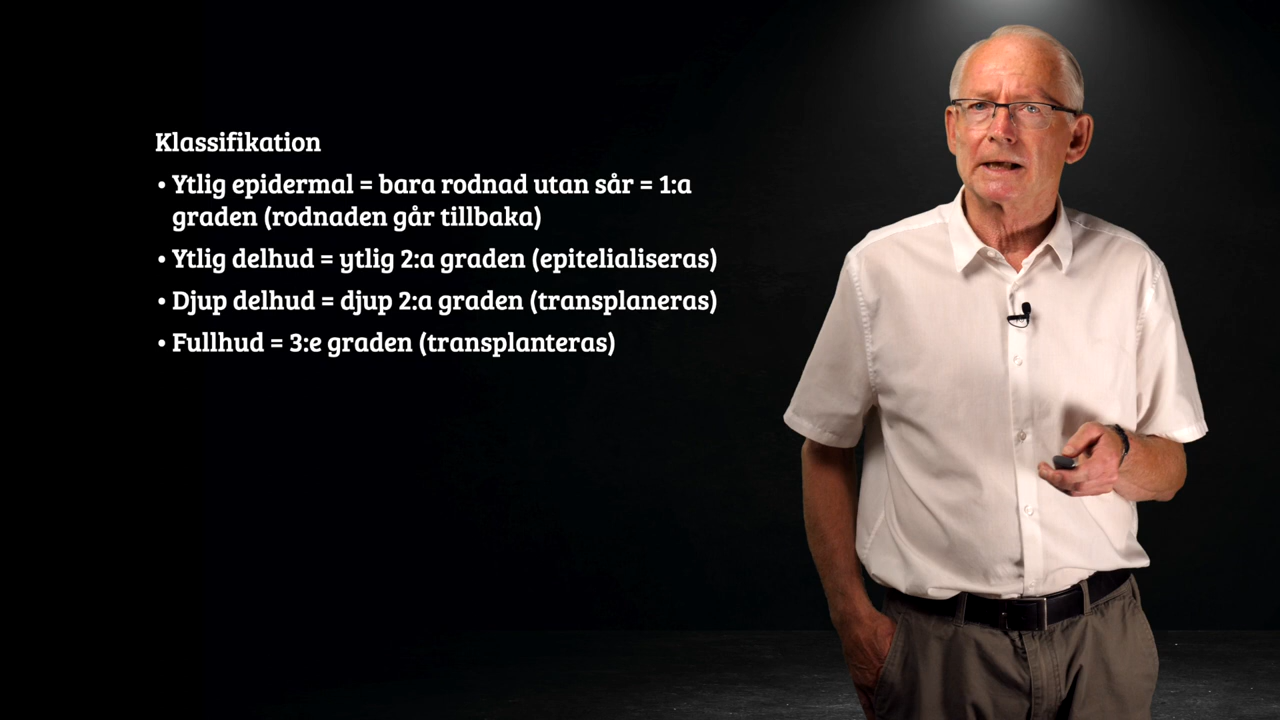 Klassifikation
• Ytlig epidermal = bara rodnad utan sår = 1:a
graden (rodnaden går tillbaka)
• Ytlig delhud = ytlig 2:a graden (epitelialiseras)
• Djup delhud = djup 2:a graden (transplaneras)
• Fullhud = 3:e graden (transplanteras)